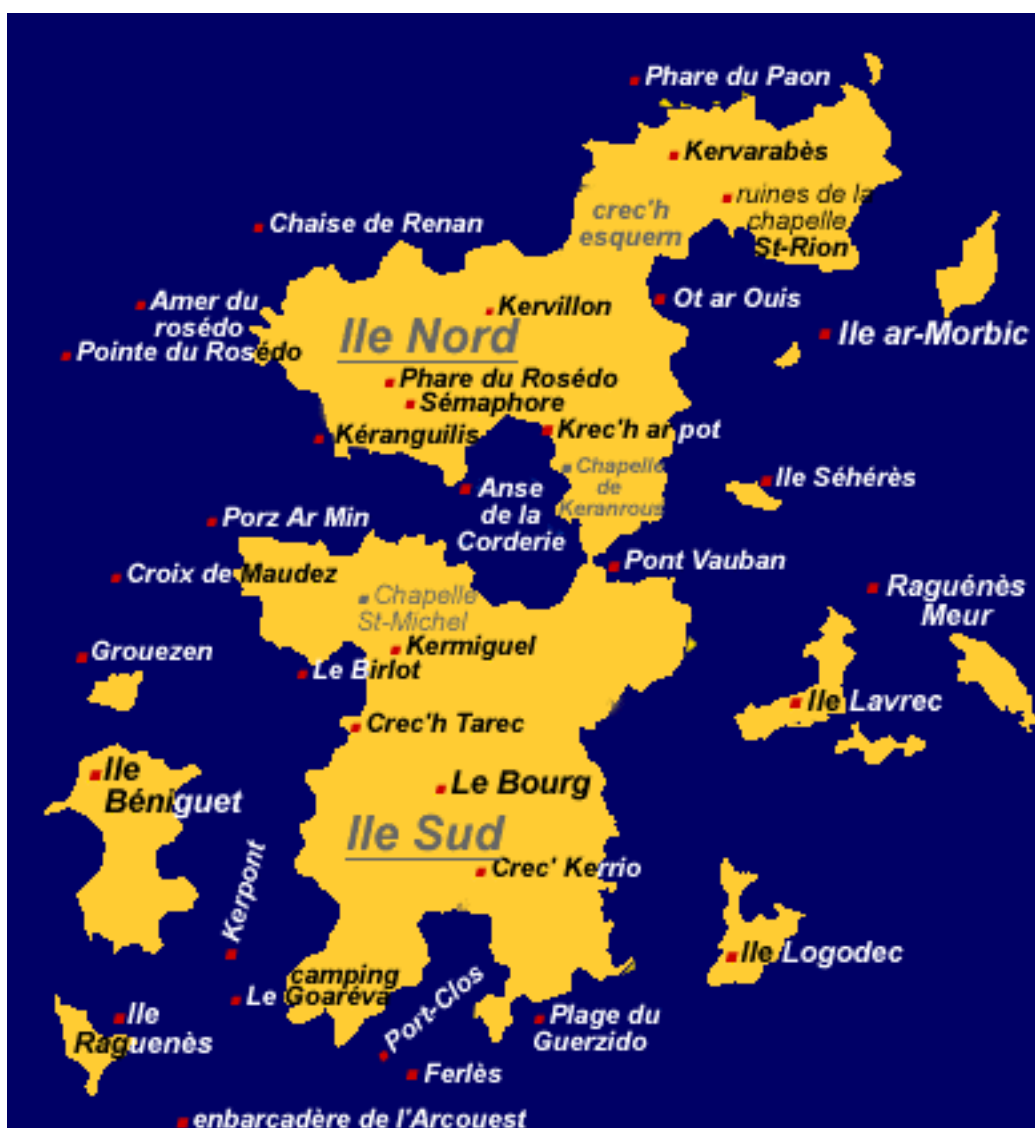 Phare du Paon
Kervarabès
ruines de la
chapelle
St-Rion
crec'h
esquern
Chaise de Renan
Amer du
rosédo
Kervillon
Ot ar Ouis
Ile ar-Morbic
Ile Nord
Pointe du Rosédo
Phare du Rosédo
Sémaphore
Kéranguilis
Krec'h ar pot
Chapelle
de
Keranrous
Ile Séhérès
Anse
de la
Corderie
Porz Ar Min
Pont Vauban
Croix de Maudez
Raguénès
Meur
Chapelle
St-Michel
Kermiguel
Grouezen
Le Birlot
Ile Lavrec
Crec'h Tarec
Ile
Béniguet
Le Bourg
Ile Sud
Crec' Kerrio
Kerpont
Ile Logodec
camping
Le Goaréva
Port-Clos
Ile
Raguenès
Plage du
Guerzido
Ferlès
enbarcadère de l'Arcouest